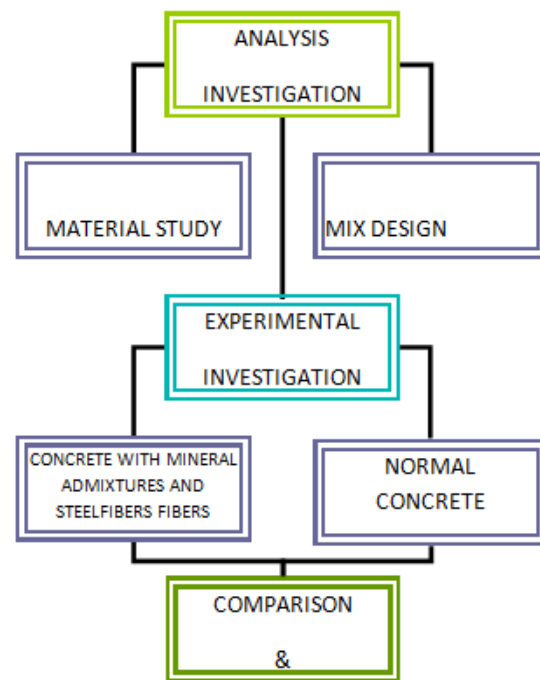 ANALYSIS
INVESTIGATION
MATERIAL STUDY
MIX DESIGN
EXPERIMENTAL
INVESTIGATION
CONCRETE WITH MINERAL
ADMIXTURES AND
STEELFIBERS FIBERS
NORMAL
CONCRETE
COMPARISON
&